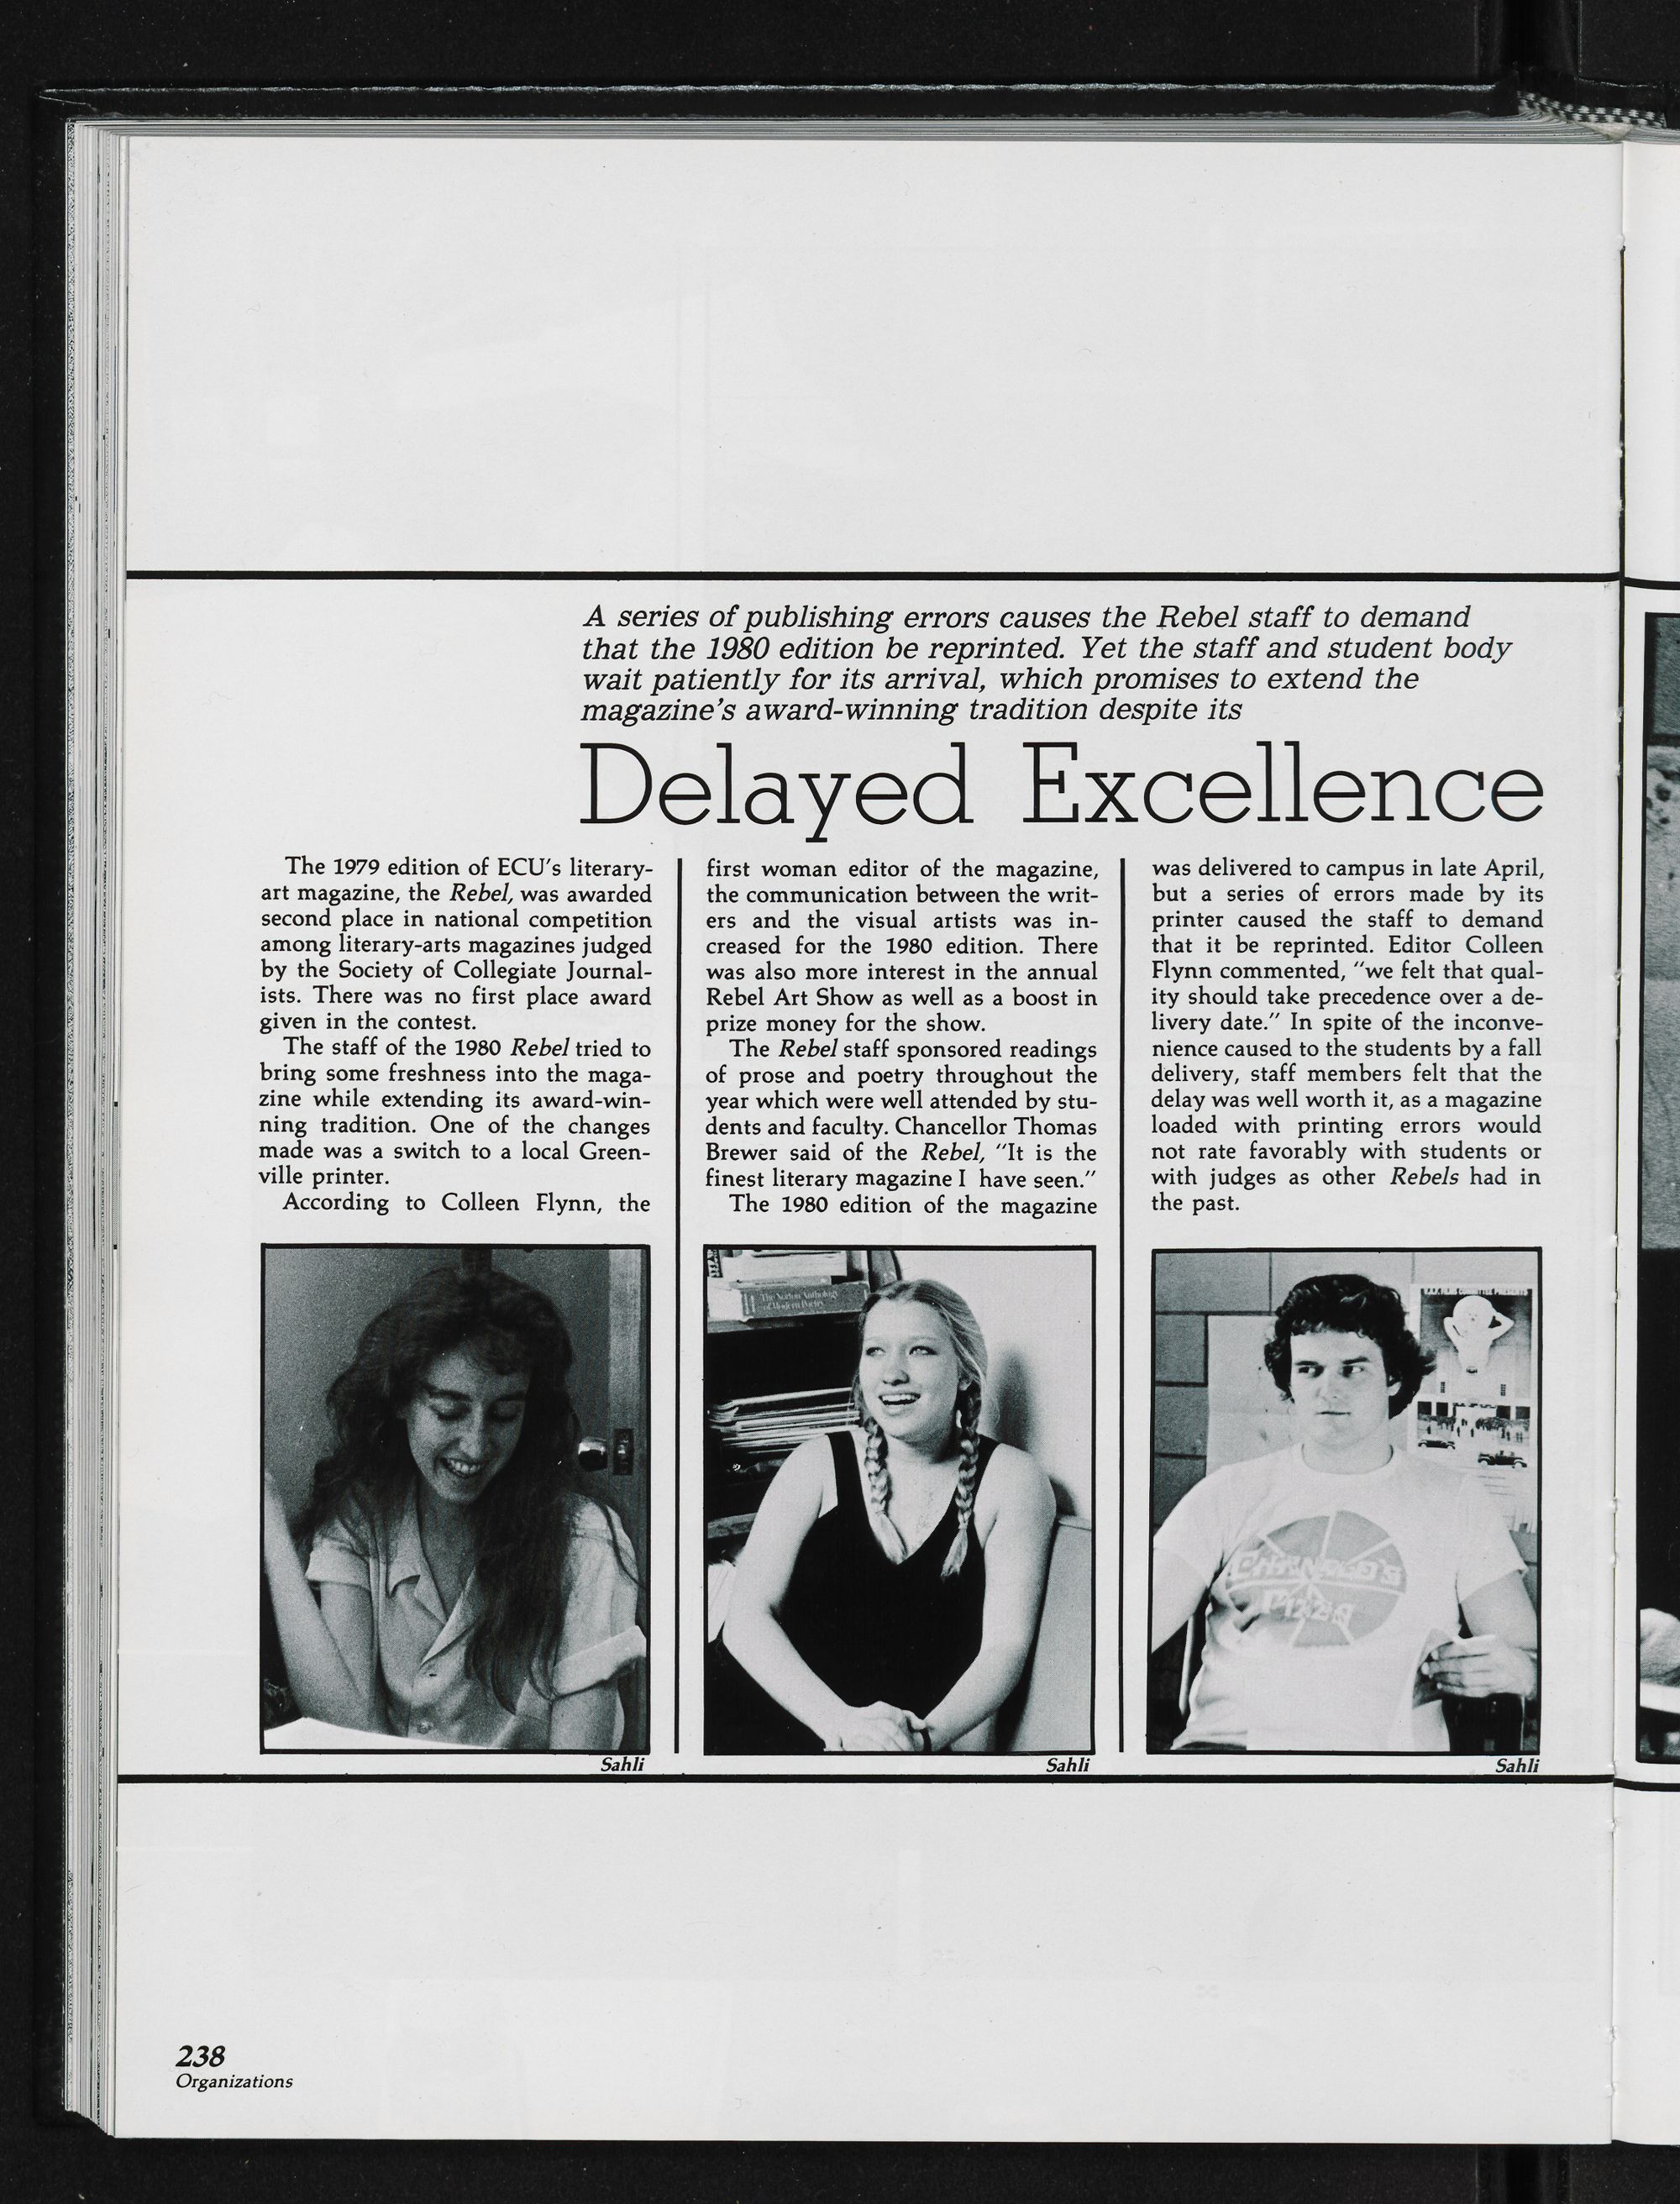 A series of publishing errors causes the Rebel staff to demand
that the 1980 edition be reprinted. Yet the staff and student body
wait patiently for its arrival, which promises to extend the
magazine's award-winning tradition despite its
Delayed Excellence
The 1979 edition of ECU's literary-
art magazine, the Rebel, was awarded
second place in national competition
among literary-arts magazines judged
by the Society of Collegiate Journal-
ists. There was no first place award
given in the contest.
The staff of the 1980 Rebel tried to
bring some freshness into the maga-
zine while extending its award-win-
ning tradition. One of the changes
made was a switch to a local Green-
ville printer.
According to Colleen Flynn, the
first woman editor of the magazine,
the communication between the writ-
ers and the visual artists was in-
creased for the 1980 edition. There
was also more interest in the annual
Rebel Art Show as well as a boost in
prize money for the show.
The Rebel staff sponsored readings
of prose and poetry throughout the
year which were well attended by stu-
dents and faculty. Chancellor Thomas
Brewer said of the Rebel, "It is the
finest literary magazine I have seen."
The 1980 edition of the magazine
was delivered to campus in late April,
but a series of errors made by its
printer caused the staff to demand
that it be reprinted. Editor Colleen
Flynn commented, "we felt that qual-
ity should take precedence over a de-
livery date." In spite of the inconve-
nience caused to the students by a fall
delivery, staff members felt that the
delay was well worth it, as a magazine
loaded with printing errors would
not rate favorably with students or
with judges as other Rebels had in
the past.
The Norton Anthology
of Modern Poetry
PIZZA
Sahli
Sahli
Sahli
238
Organizations